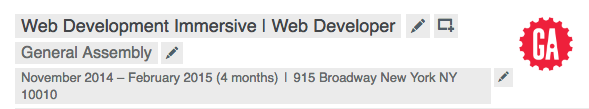 Web Development Immersive | Web Developer
General Assembly
GA
November 2014 – February 2015 (4 months) | 915 Broadway New York NY
10010